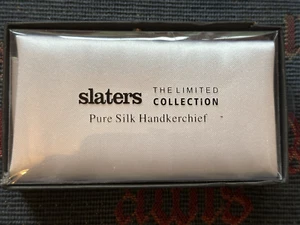 slaters THE LIMITED
COLLECTION
Pure Silk Handkerchief